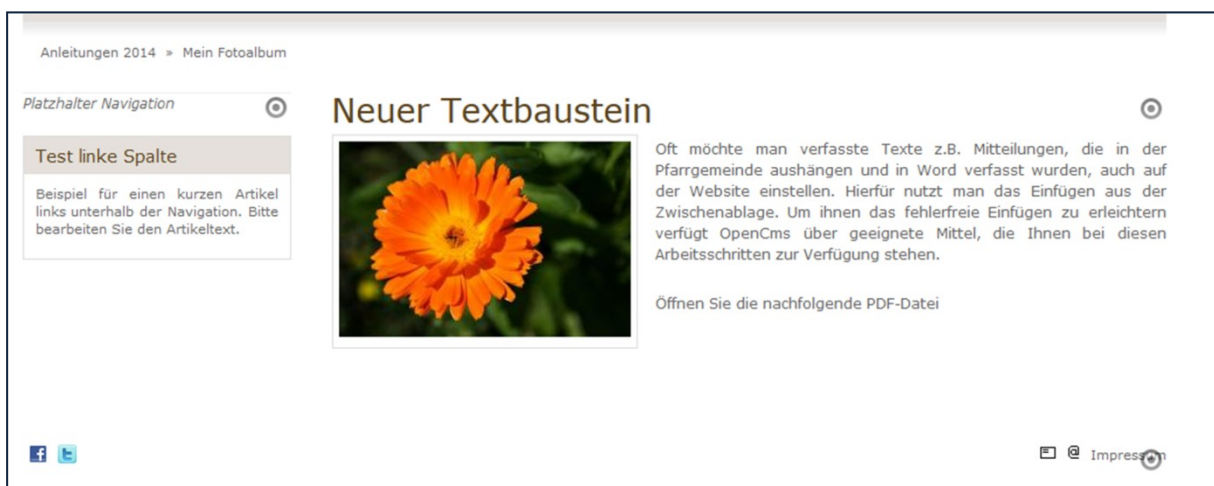 Anleitungen 2014 » Mein Fotoalbum
Platzhalter Navigation
Test linke Spalte
Beispiel für einen kurzen Artikel
links unterhalb der Navigation. Bitte
bearbeiten Sie den Artikeltext.
Neuer Textbaustein
Oft möchte man verfasste Texte z.B. Mitteilungen, die in der
Pfarrgemeinde aushängen und in Word verfasst wurden, auch auf
der Website einstellen. Hierfür nutzt man das Einfügen aus der
Zwischenablage. Um ihnen das fehlerfreie Einfügen zu erleichtern
verfügt OpenCms über geeignete Mittel, die Ihnen bei diesen
Arbeitsschritten zur Verfügung stehen.
Öffnen Sie die nachfolgende PDF-Datei
@ Impressum